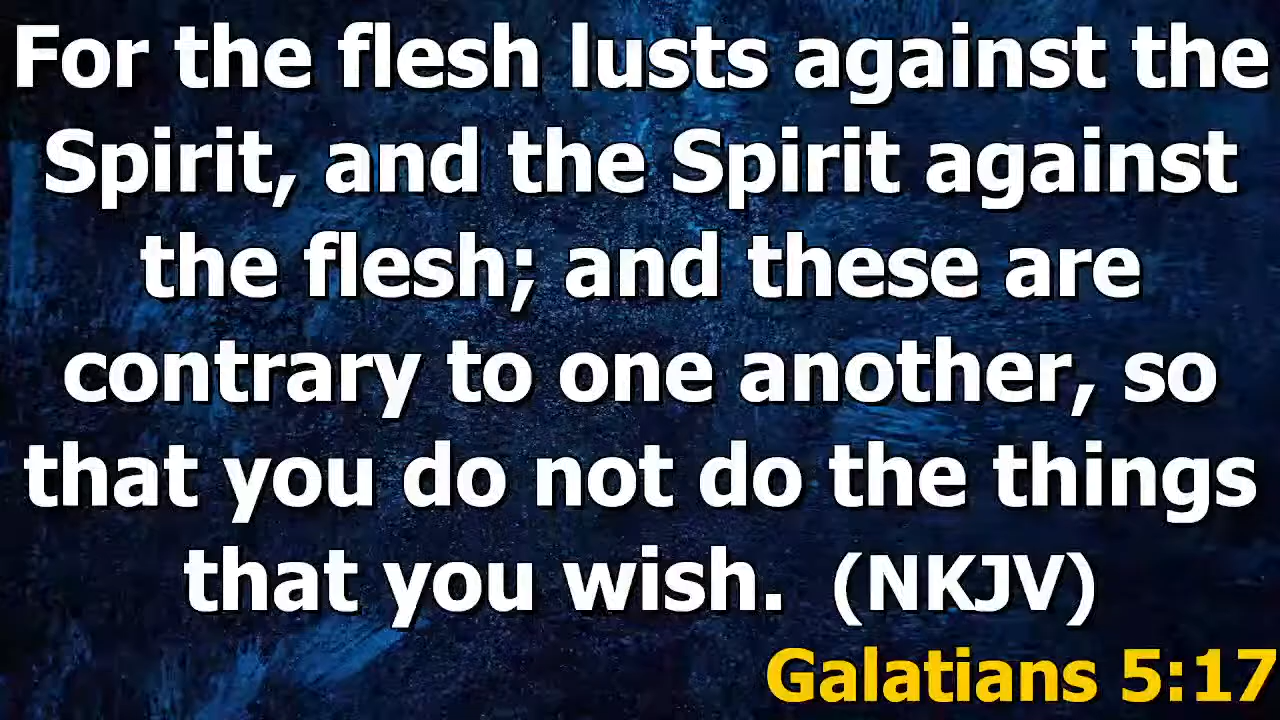 For the flesh lusts against the
Spirit, and the Spirit against
the flesh; and these are
contrary to one another, so
that you do not do the things
that you wish.  (NKJV)
Galatians 5:17